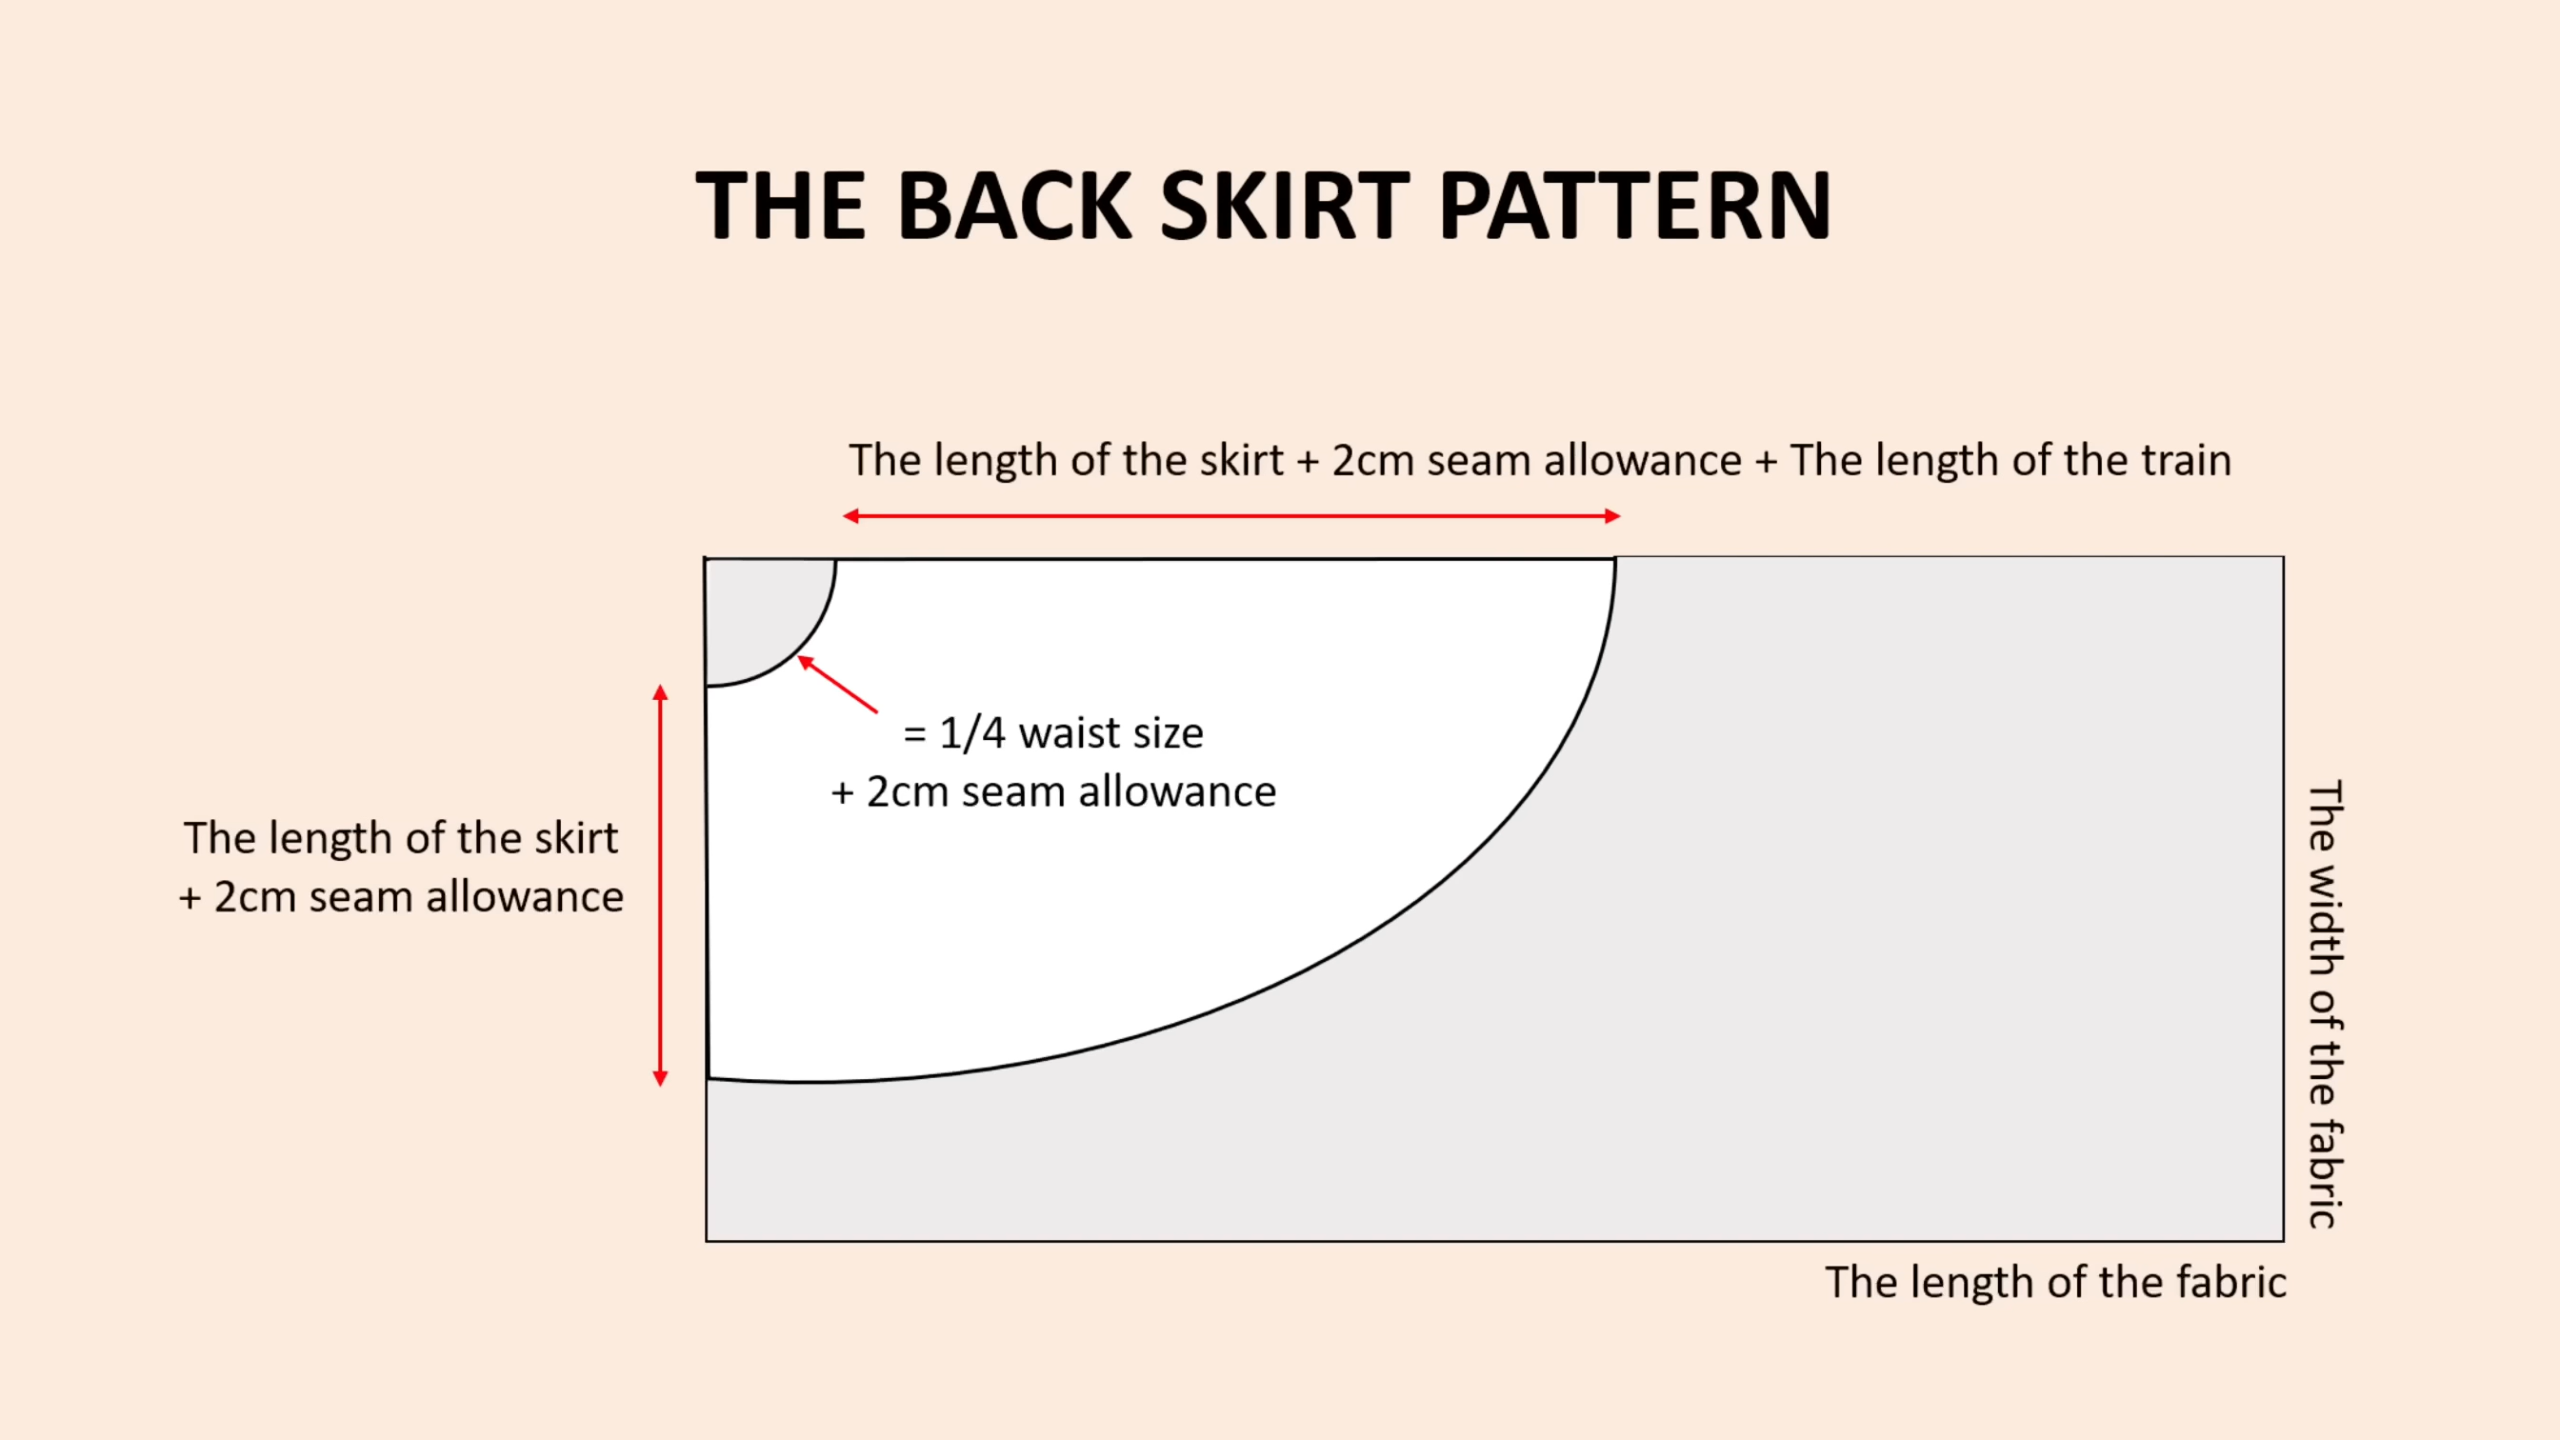 THE BACK SKIRT PATTERN
The length of the skirt + 2cm seam allowance + The length of the train
= 1/4 waist size
+ 2cm seam allowance
The length of the skirt
+ 2cm seam allowance
The width of the fabric
The length of the fabric